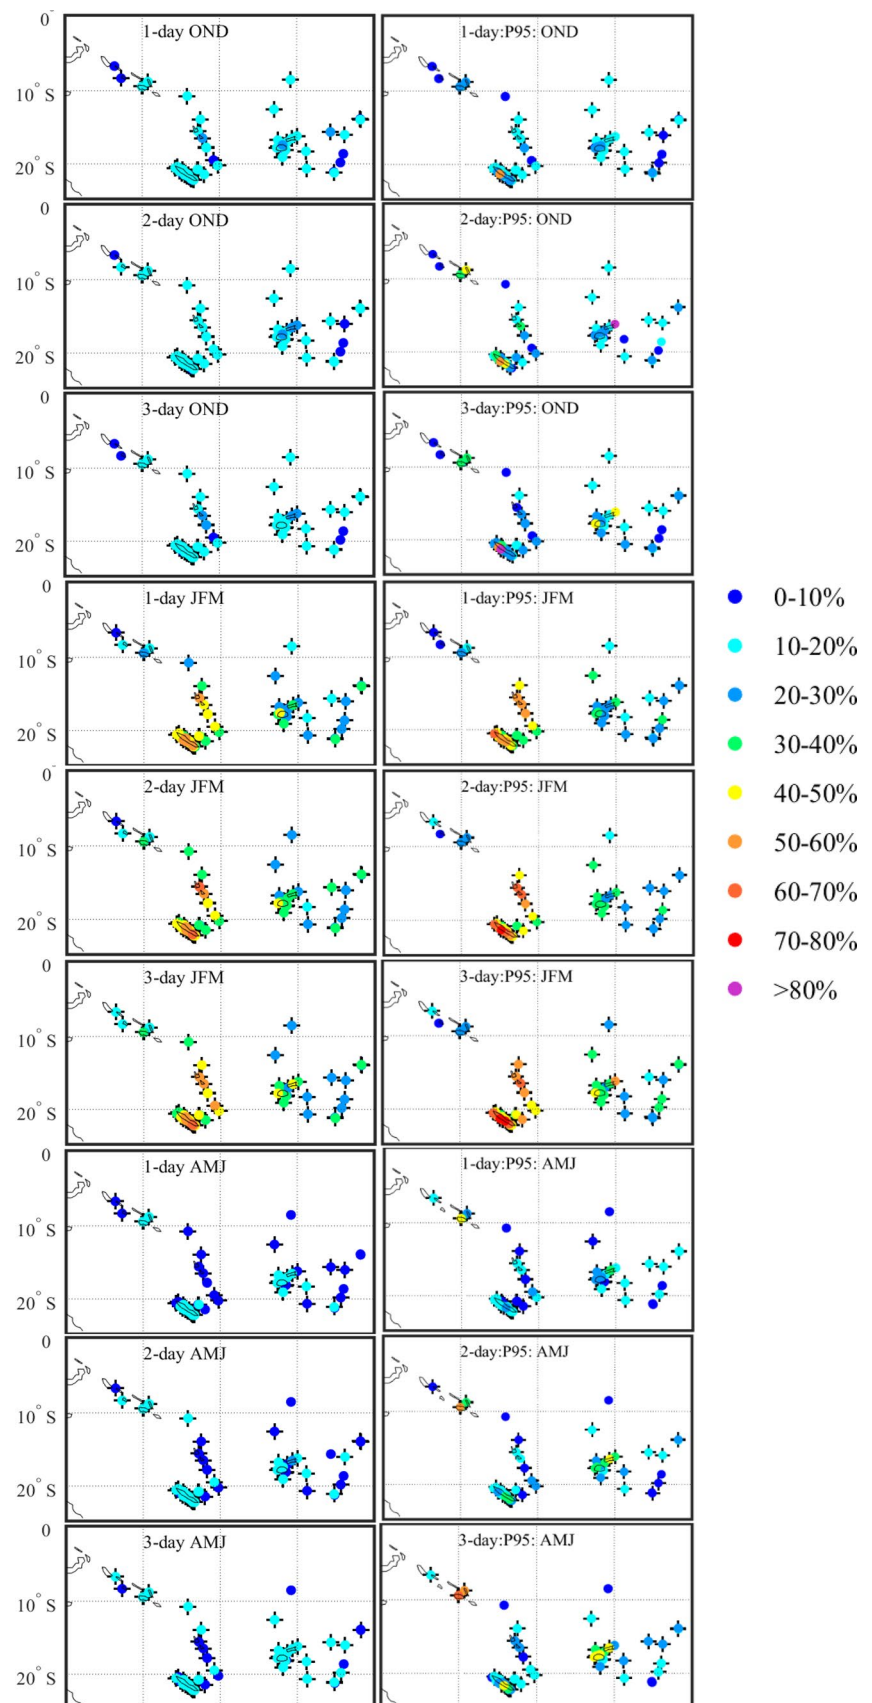 0°
1-day OND
1-day:P95: OND
10° S
20° S
0
2-day OND
2-day:P95: OND
10° S
20° S
0
3-day OND
3-day:P95: OND
10° S
20° S
0
1-day JFM
1-day:P95: JFM
10° S
20° S
0
2-day JFM
2-day:P95: JFM
10° S
20° S
0
3-day JFM
3-day:P95: JFM
10° S
20° S
0
1-day AMJ
1-day:P95: AMJ
10° S
20° S
0
2-day AMJ
2-day:P95: AMJ
10° S
20° S
0
3-day AMJ
3-day:P95: AMJ
10° S
20° S
0-10%
10-20%
20-30%
30-40%
40-50%
50-60%
60-70%
70-80%
>80%